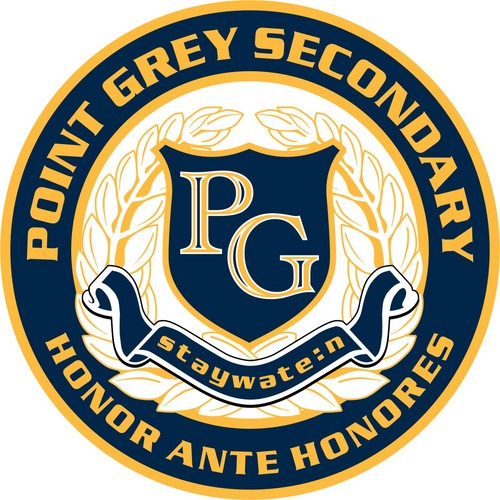 POINT GREY SECONDARY
PG
staywate:n
HONOR ANTE HONORES